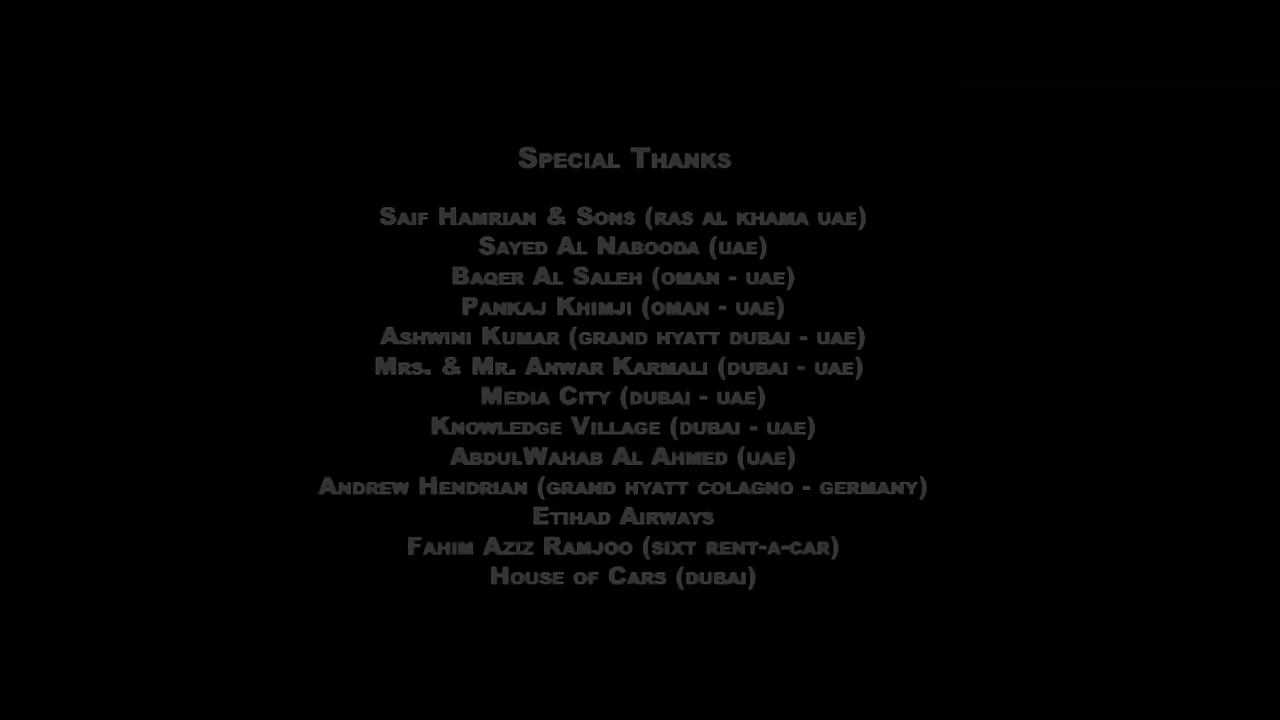 Special Thanks
Saif Hamrian & Sons (ras al khama uae)
Sayed Al Nabooda (uae)
Baqer Al Saleh (oman - uae)
Pankaj Khimji (oman - uae)
Ashwini Kumar (grand hyatt dubai - uae)
Mrs. & Mr. Anwar Karmali (dubai - uae)
Media City (dubai - uae)
Knowledge Village (dubai - uae)
AbdulWahab Al Ahmed (uae)
Andrew Hendrian (grand hyatt colagno - germany)
Etihad Airways
Fahim Aziz Ramjoo (sixt rent-a-car)
House of Cars (dubai)